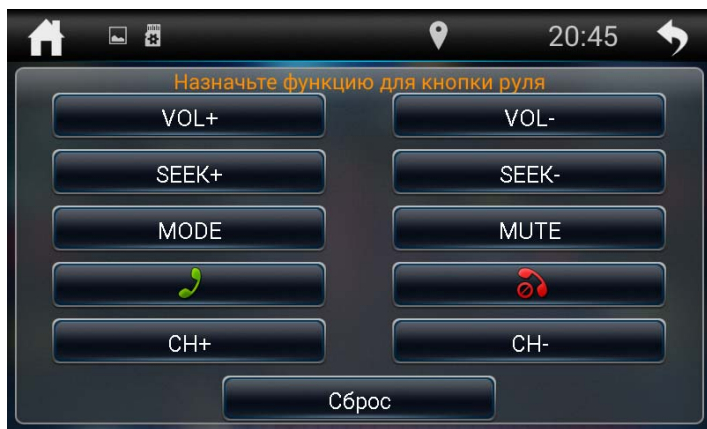 20:45
Назначьте функцию для кнопки руля
VOL+ VOL-
SEEK+ SEEK-
MODE MUTE
CH+ CH-
Сброс